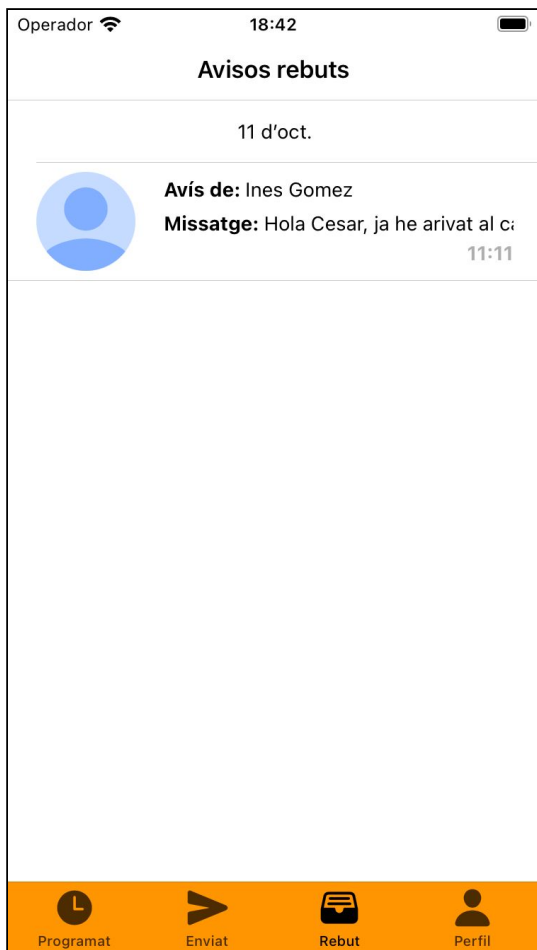 Operador 18:42
Avisos rebuts
11 d'oct.
Avís de: Ines Gomez
Missatge: Hola Cesar, ja he arivat al
11:11
Programat Enviat Rebut Perfil